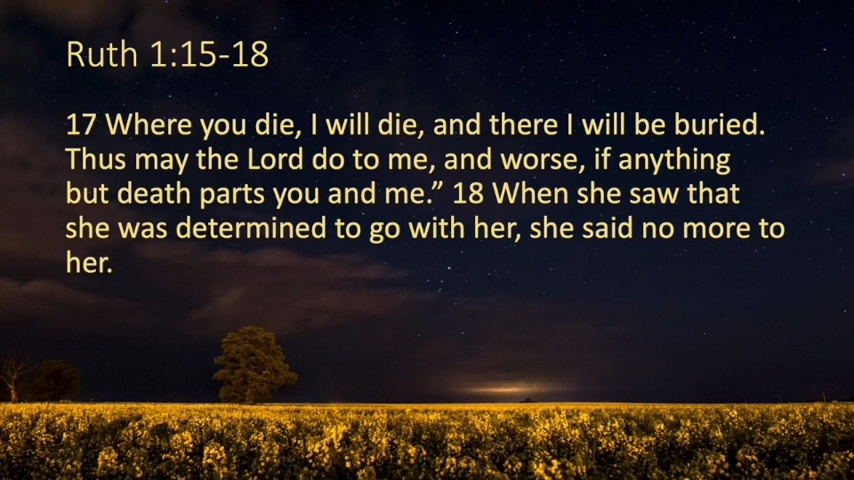 Ruth 1:15-18
17 Where you die, I will die, and there I will be buried.
Thus may the Lord do to me, and worse, if anything
but death parts you and me.” 18 When she saw that
she was determined to go with her, she said no more to
her.